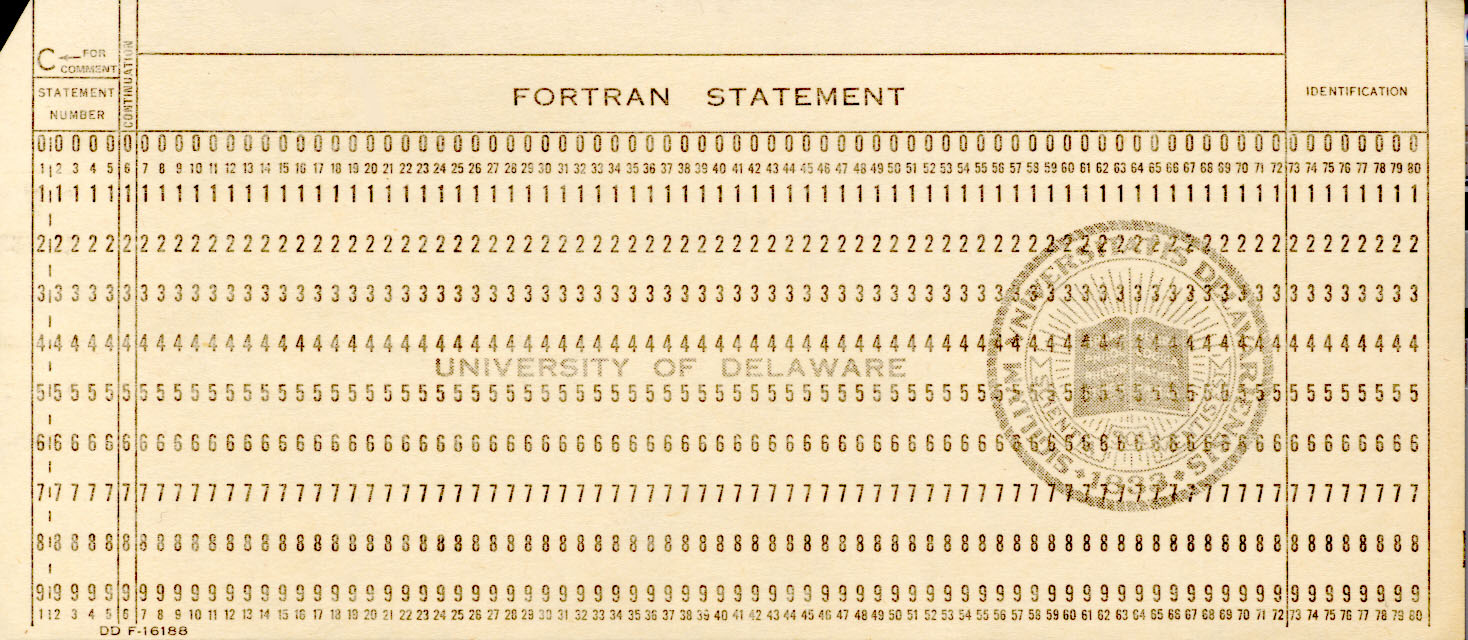 C ← FOR COMMENT
STATEMENT NUMBER
CONTINUATION
FORTRAN STATEMENT
IDENTIFICATION
0 0 0 0 0 0 0 0 0 0 0 0 0 0 0 0 0 0 0 0 0 0 0 0 0 0 0 0 0 0 0 0 0 0 0 0 0 0 0 0 0 0 0 0 0 0 0 0 0 0 0 0 0 0 0 0 0 0 0 0 0 0 0 0 0 0 0 0 0 0 0 0 0 0 0 0 0 0 0 0
1 2 3 4 5 6 7 8 9 10 11 12 13 14 15 16 17 18 19 20 21 22 23 24 25 26 27 28 29 30 31 32 33 34 35 36 37 38 39 40 41 42 43 44 45 46 47 48 49 50 51 52 53 54 55 56 57 58 59 60 61 62 63 64 65 66 67 68 69 70 71 72 73 74 75 76 77 78 79 80
1 1 1 1 1 1 1 1 1 1 1 1 1 1 1 1 1 1 1 1 1 1 1 1 1 1 1 1 1 1 1 1 1 1 1 1 1 1 1 1 1 1 1 1 1 1 1 1 1 1 1 1 1 1 1 1 1 1 1 1 1 1 1 1 1 1 1 1 1 1 1 1 1 1 1 1 1 1 1 1
2 2 2 2 2 2 2 2 2 2 2 2 2 2 2 2 2 2 2 2 2 2 2 2 2 2 2 2 2 2 2 2 2 2 2 2 2 2 2 2 2 2 2 2 2 2 2 2 2 2 2 2 2 2 2 2 2 2 2 2 2 2 2 2 2 2 2 2 2 2 2 2 2 2 2 2 2 2 2 2
3 3 3 3 3 3 3 3 3 3 3 3 3 3 3 3 3 3 3 3 3 3 3 3 3 3 3 3 3 3 3 3 3 3 3 3 3 3 3 3 3 3 3 3 3 3 3 3 3 3 3 3 3 3 3 3 3 3 3 3 3 3 3 3 3 3 3 3 3 3 3 3 3 3 3 3 3 3 3 3
4 4 4 4 4 4 4 4 4 4 4 4 4 4 4 4 4 4 4 4 4 4 4 4 4 4 4 4 4 4 4 4 4 4 4 4 4 4 4 4 4 4 4 4 4 4 4 4 4 4 4 4 4 4 4 4 4 4 4 4 4 4 4 4 4 4 4 4 4 4 4 4 4 4 4 4 4 4 4 4
UNIVERSITY OF DELAWARE
5 5 5 5 5 5 5 5 5 5 5 5 5 5 5 5 5 5 5 5 5 5 5 5 5 5 5 5 5 5 5 5 5 5 5 5 5 5 5 5 5 5 5 5 5 5 5 5 5 5 5 5 5 5 5 5 5 5 5 5 5 5 5 5 5 5 5 5 5 5 5 5 5 5 5 5 5 5 5 5
6 6 6 6 6 6 6 6 6 6 6 6 6 6 6 6 6 6 6 6 6 6 6 6 6 6 6 6 6 6 6 6 6 6 6 6 6 6 6 6 6 6 6 6 6 6 6 6 6 6 6 6 6 6 6 6 6 6 6 6 6 6 6 6 6 6 6 6 6 6 6 6 6 6 6 6 6 6 6 6
7 7 7 7 7 7 7 7 7 7 7 7 7 7 7 7 7 7 7 7 7 7 7 7 7 7 7 7 7 7 7 7 7 7 7 7 7 7 7 7 7 7 7 7 7 7 7 7 7 7 7 7 7 7 7 7 7 7 7 7 7 7 7 7 7 7 7 7 7 7 7 7 7 7 7 7 7 7 7 7
8 8 8 8 8 8 8 8 8 8 8 8 8 8 8 8 8 8 8 8 8 8 8 8 8 8 8 8 8 8 8 8 8 8 8 8 8 8 8 8 8 8 8 8 8 8 8 8 8 8 8 8 8 8 8 8 8 8 8 8 8 8 8 8 8 8 8 8 8 8 8 8 8 8 8 8 8 8 8 8
9 9 9 9 9 9 9 9 9 9 9 9 9 9 9 9 9 9 9 9 9 9 9 9 9 9 9 9 9 9 9 9 9 9 9 9 9 9 9 9 9 9 9 9 9 9 9 9 9 9 9 9 9 9 9 9 9 9 9 9 9 9 9 9 9 9 9 9 9 9 9 9 9 9 9 9 9 9 9 9
1 2 3 4 5 6 7 8 9 10 11 12 13 14 15 16 17 18 19 20 21 22 23 24 25 26 27 28 29 30 31 32 33 34 35 36 37 38 39 40 41 42 43 44 45 46 47 48 49 50 51 52 53 54 55 56 57 58 59 60 61 62 63 64 65 66 67 68 69 70 71 72 73 74 75 76 77 78 79 80
DD F-16188
SIGILLUM UNIVERSITATIS DELAWARENSIS
1833